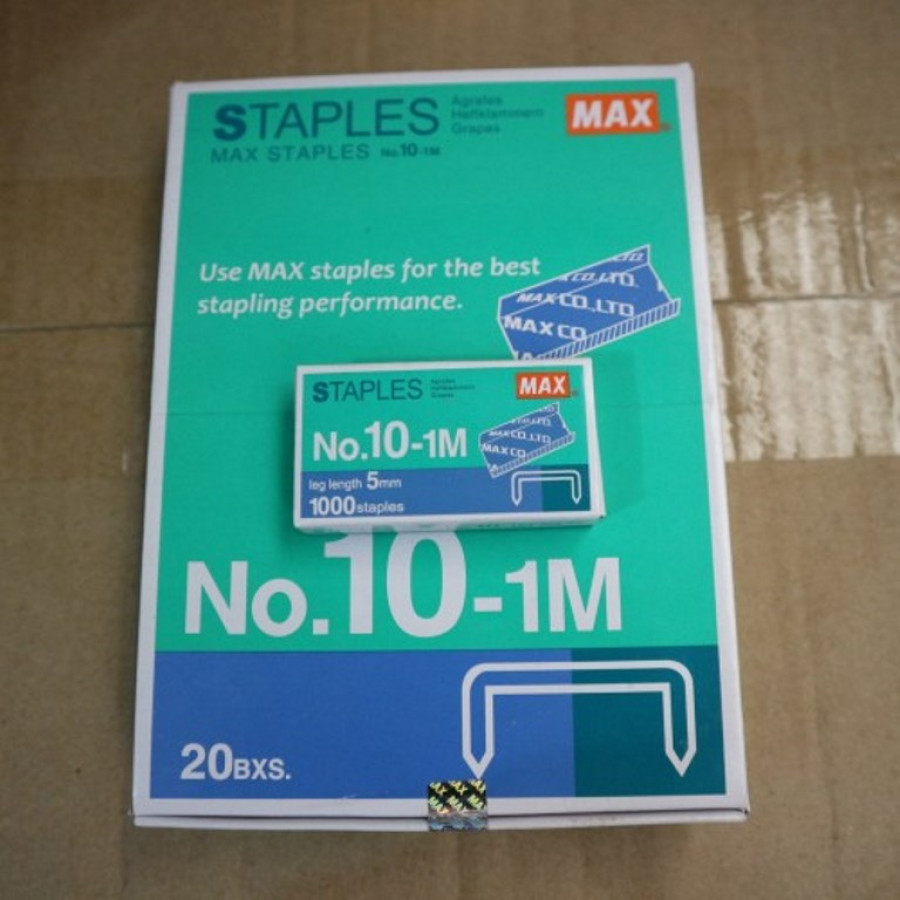 STAPLES
Agrafes
Heftklammern
Grapas
MAX
MAX STAPLES No.10-1M
Use MAX staples for the best
stapling performance.
CO.,LTD.
MAX CO.,LTD.
MAX CO.
STAPLES
Agrafes
Heftklammern
Grapas
MAX
No.10-1M
MAX CO.,LTD.
MAX CO.
leg length 5mm
1000 staples
No.10-1M
20BXS.